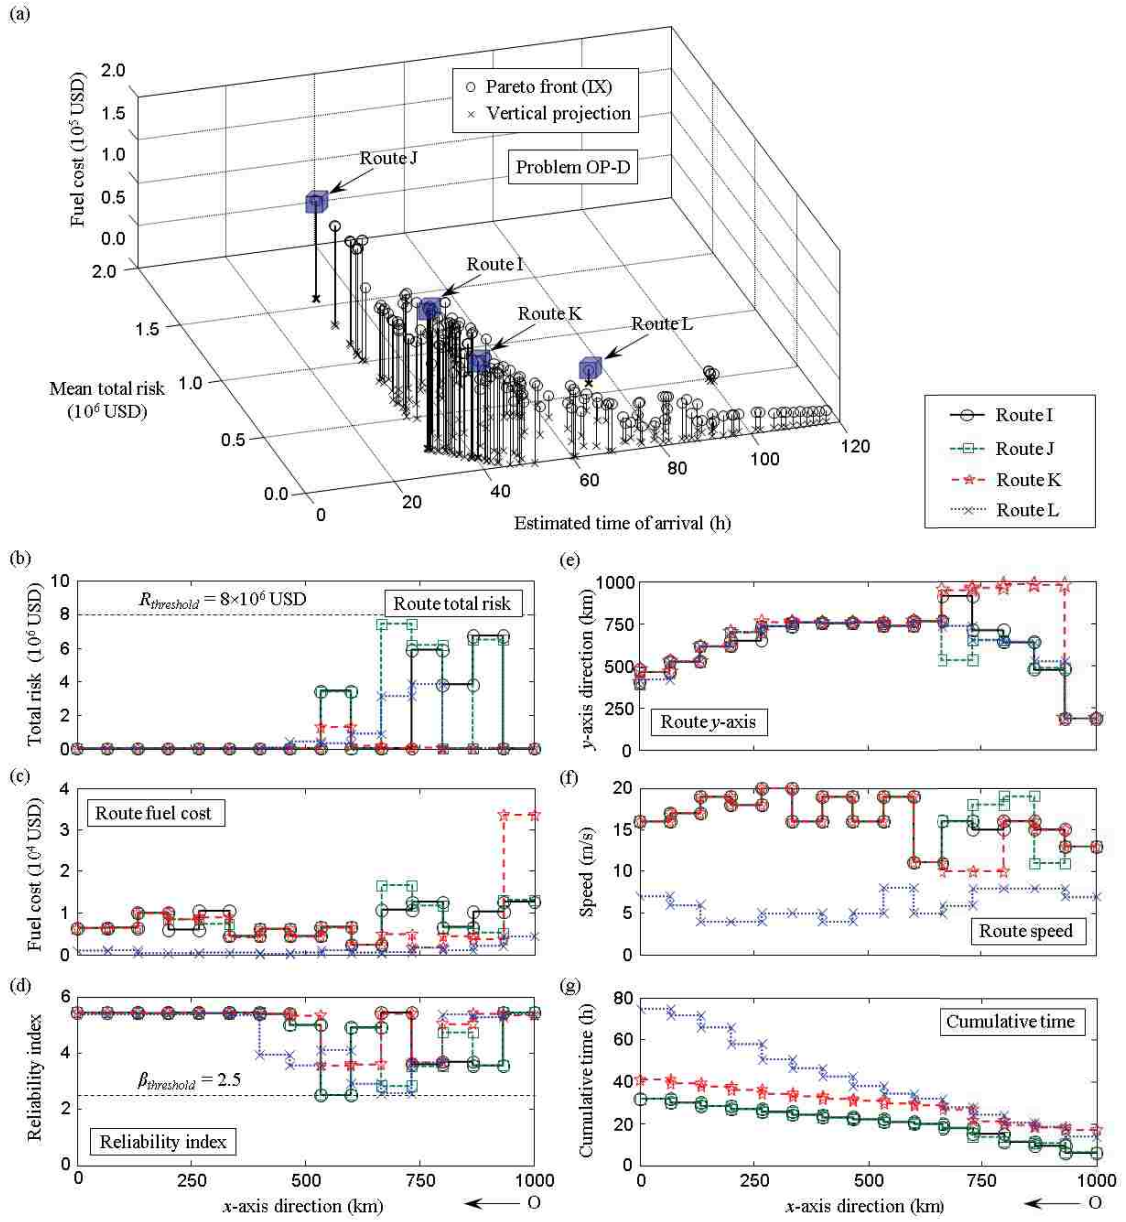 (a)
Fuel cost (10⁵ USD)
2.0
1.5
1.0
0.5
0.0
Pareto front (IX)
Vertical projection
Problem OP-D
Route J
Route I
Route K
Route L
2.0
1.5
1.0
0.5
0.0
Mean total risk
(10⁶ USD)
0
20
40
60
80
100
120
Estimated time of arrival (h)
Route I
Route J
Route K
Route L
(b)
Total risk (10⁶ USD)
10
8
6
4
2
0
R_threshold = 8×10⁶ USD
Route total risk
(c)
Fuel cost (10⁴ USD)
4
3
2
1
0
Route fuel cost
(d)
Reliability index
6
4
2
0
β_threshold = 2.5
Reliability index
0 250 500 750 1000
x-axis direction (km)
O
(e)
y-axis direction (km)
1000
750
500
250
0
Route y-axis
(f)
Speed (m/s)
20
15
10
5
0
Route speed
(g)
Cumulative time (h)
80
60
40
20
0
Cumulative time
0 250 500 750 1000
x-axis direction (km)
O